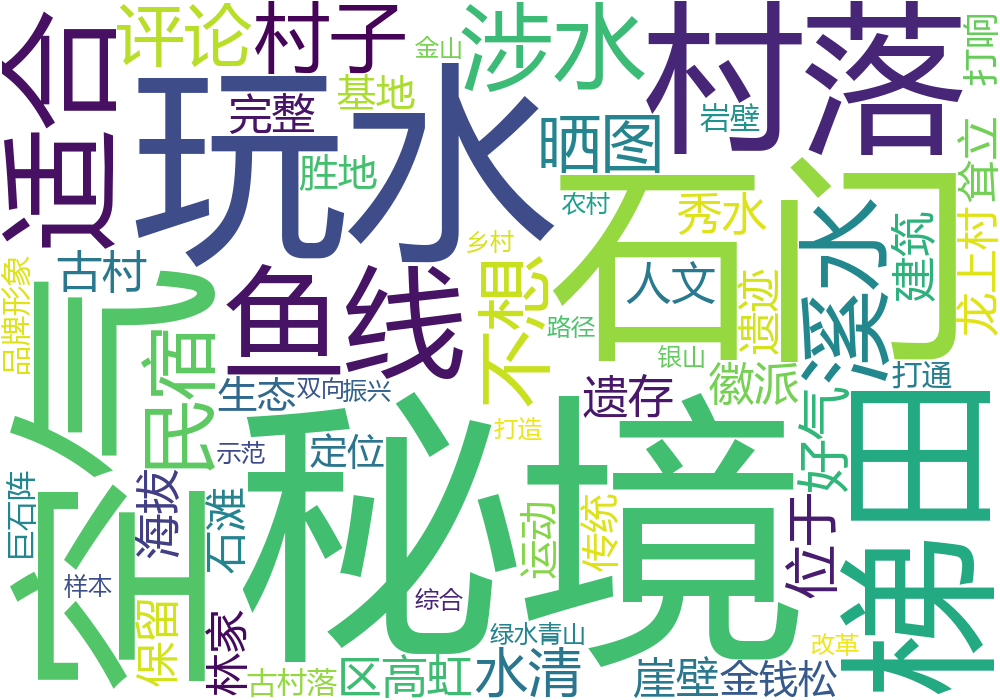 适合
评论
村子
金山
涉水
村落
打响
玩水
完整
基地
岩壁
晒图
胜地
耸立
石门
农村
秀水
溪水
建筑
龙上村
乡村
古村
品牌形象
空气
民宿
鱼线
不想
人文
遗迹
路径
银山
徽派
打通
生态
双向
振兴
遗存
打造
好气
梯田
秘境
示范
定位
海拔
石滩
巨石阵
位于
运动
传统
样本
综合
保留
林家
绿水青山
改革
古村落
区高虹
水清
崖壁
金钱松